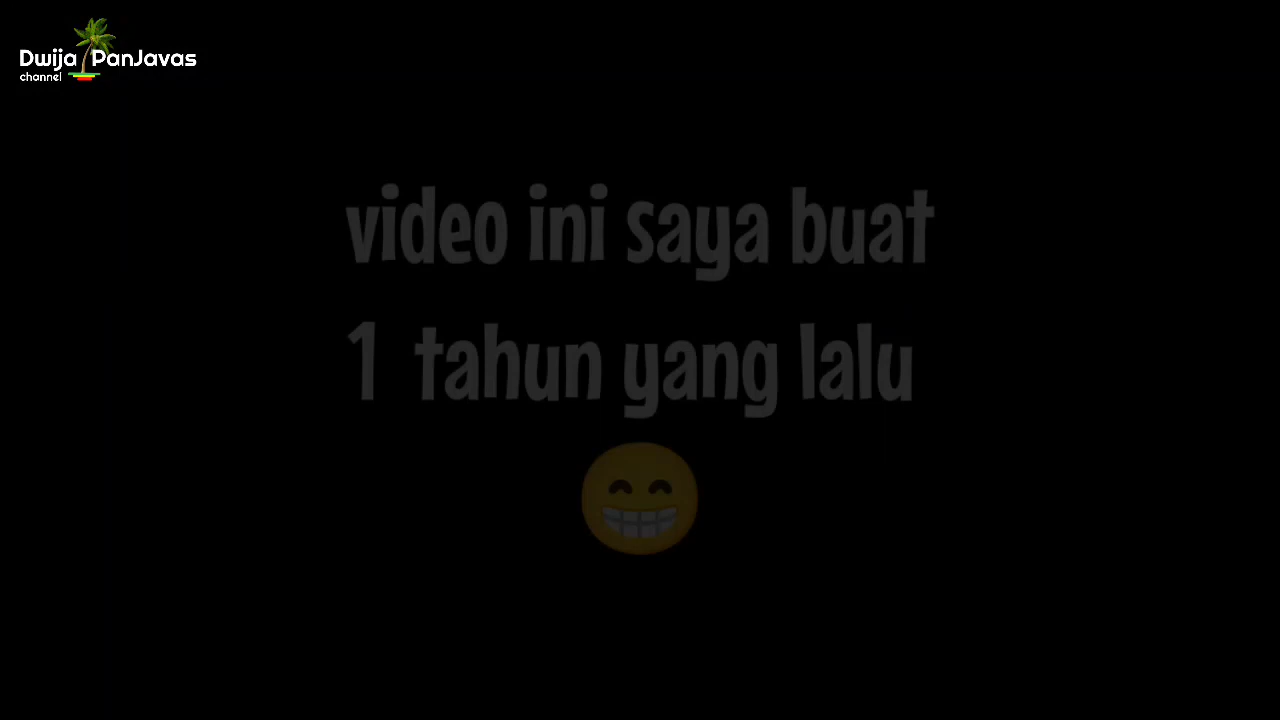 Dwija PanJavas
channel
video ini saya buat
1 tahun yang lalu